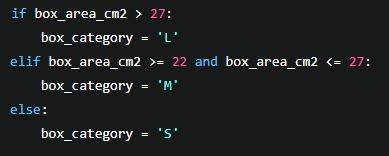 if box_area_cm2 > 27:
    box_category = 'L'
elif box_area_cm2 >= 22 and box_area_cm2 <= 27:
    box_category = 'M'
else:
    box_category = 'S'